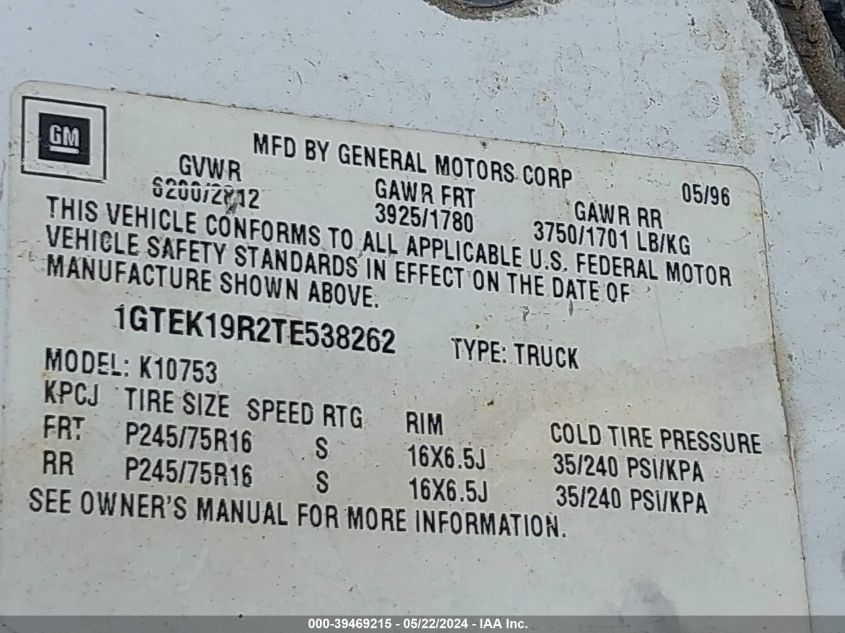 GM
MFD BY GENERAL MOTORS CORP 05/96
GVWR GAWR FRT GAWR RR
6200/2812 3925/1780 3750/1701 LB/KG
THIS VEHICLE CONFORMS TO ALL APPLICABLE U.S. FEDERAL MOTOR
VEHICLE SAFETY STANDARDS IN EFFECT ON THE DATE OF
MANUFACTURE SHOWN ABOVE.
1GTEK19R2TE538262 TYPE: TRUCK
MODEL: K10753
KPCJ TIRE SIZE SPEED RTG RIM COLD TIRE PRESSURE
FRT P245/75R16 S 16X6.5J 35/240 PSI/KPA
RR P245/75R16 S 16X6.5J 35/240 PSI/KPA
SEE OWNER'S MANUAL FOR MORE INFORMATION.
000-39469215 - 05/22/2024 - IAA Inc.